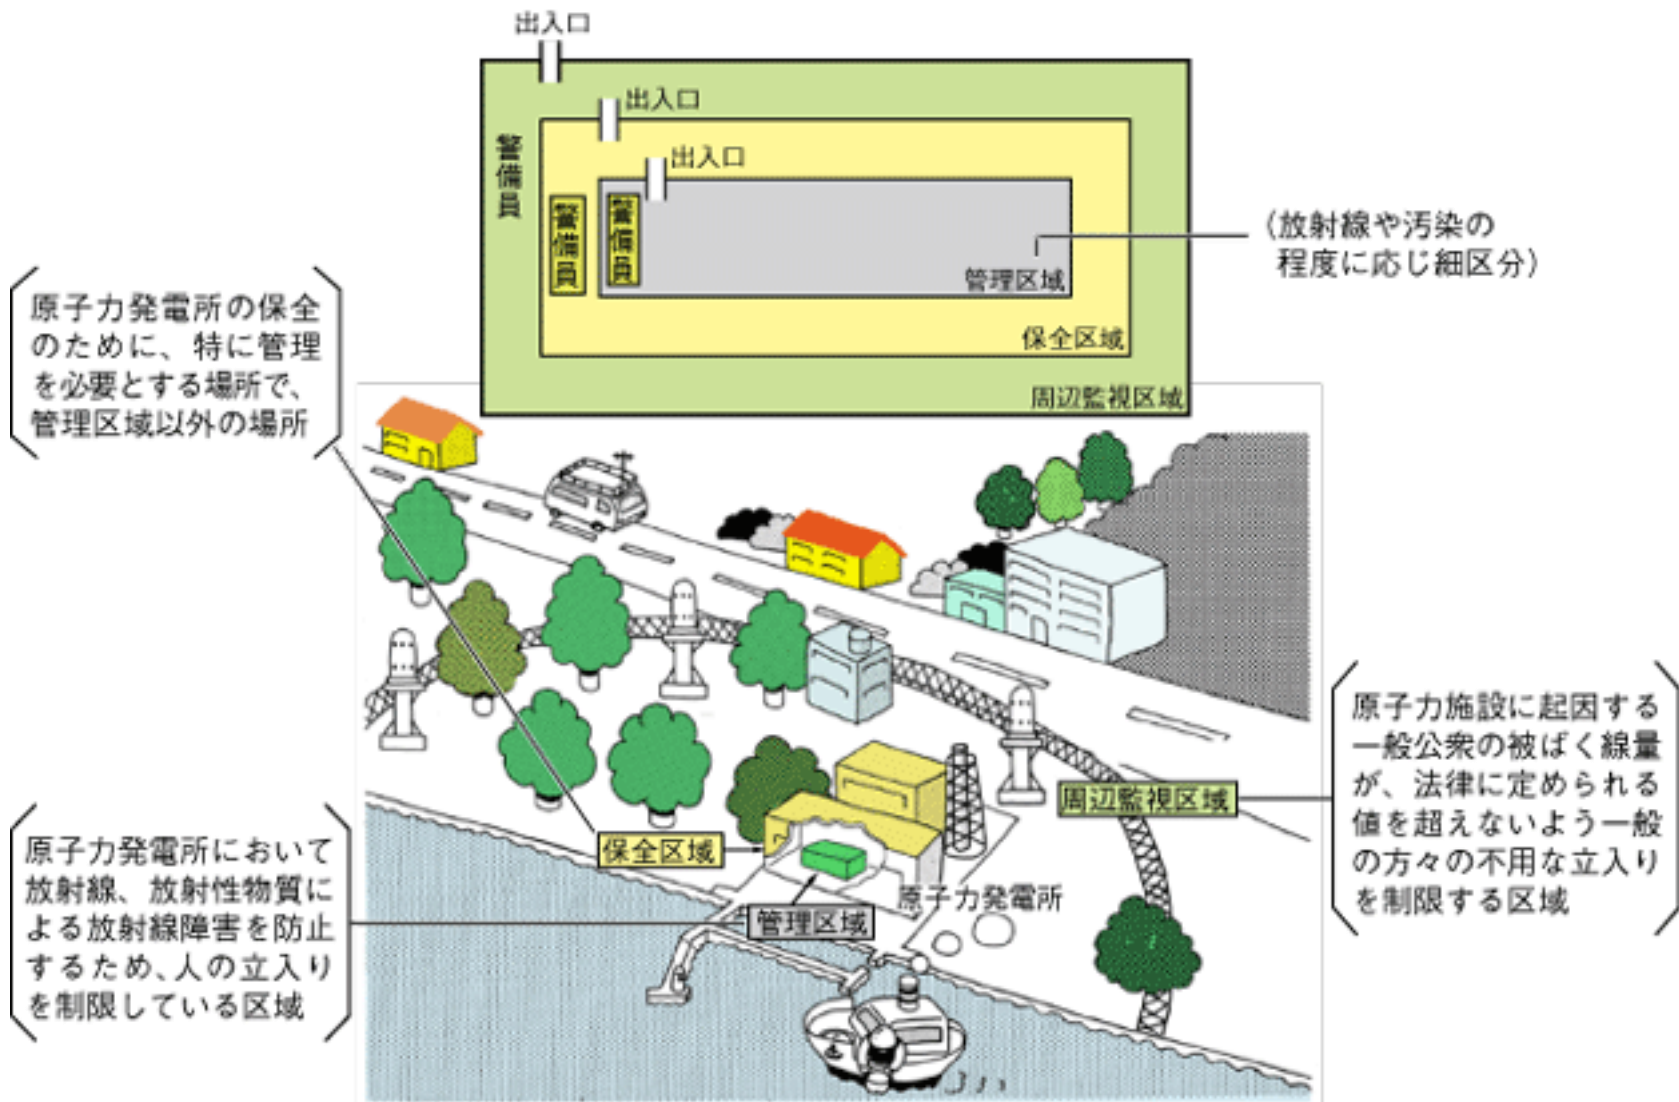 出入口
出入口
出入口
警備員
警備員
警備員
管理区域
保全区域
周辺監視区域
(放射線や汚染の
程度に応じ細区分)
原子力発電所の保全
のために、特に管理
を必要とする場所で、
管理区域以外の場所
原子力施設に起因する
一般公衆の被ばく線量
が、法律に定められる
値を超えないよう一般
の方々の不用な立入り
を制限する区域
周辺監視区域
保全区域
管理区域
原子力発電所
原子力発電所において
放射線、放射性物質に
よる放射線障害を防止
するため、人の立入り
を制限している区域